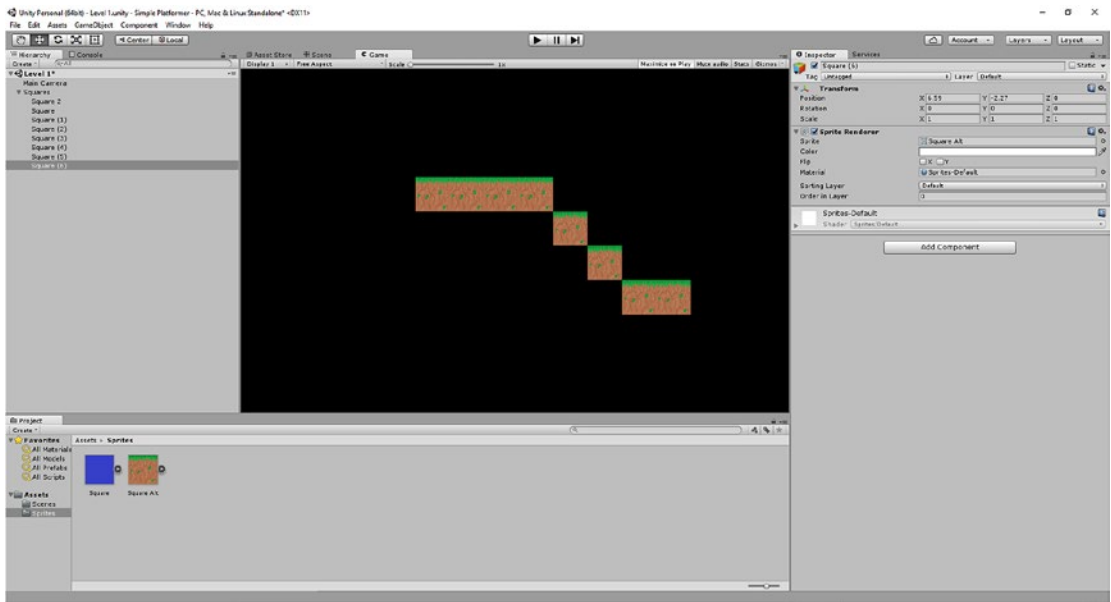 Unity Personal (64bit) - Level 1.unity - Simple Platformer - PC, Mac & Linux Standalone* <DX11>
File Edit Assets GameObject Component Window Help
Center Local
Account Layers Layout
Hierarchy Console
Create All
Level 1*
Main Camera
Squares
Square 2
Square
Square (1)
Square (2)
Square (3)
Square (4)
Square (5)
Square (6)
Asset Store Scene Game
Display 1 Free Aspect Scale 1x Maximize on Play Mute audio Stats Gizmos
Inspector Services
Square (6) Static
Tag Untagged Layer Default
Transform
Position X 6.59 Y -2.27 Z 0
Rotation X 0 Y 0 Z 0
Scale X 1 Y 1 Z 1
Sprite Renderer
Sprite Square Alt
Color
Flip X Y
Material Sprites-Default
Sorting Layer Default
Order in Layer 0
Sprites-Default
Shader Sprites/Default
Add Component
Project
Create
Favorites
All Materials
All Models
All Prefabs
All Scripts
Assets
Scenes
Sprites
Assets Sprites
Square Square Alt